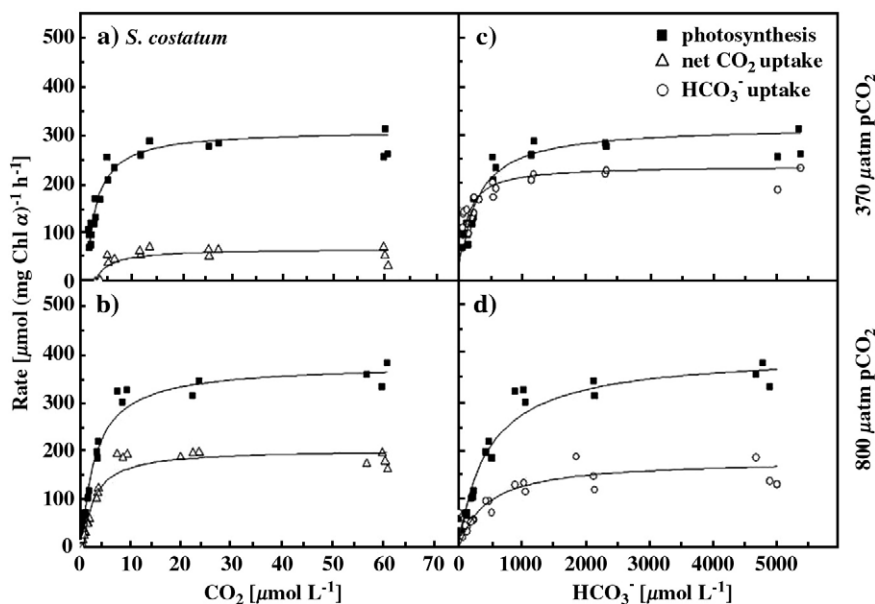 a) S. costatum
c)
■ photosynthesis
△ net CO₂ uptake
○ HCO₃⁻ uptake
500
400
300
200
100
0
370 µatm pCO₂
Rate [µmol (mg Chl α)⁻¹ h⁻¹]
b)
d)
400
300
200
100
0
800 µatm pCO₂
0 10 20 30 40 50 60 70
0 1000 2000 3000 4000 5000
CO₂ [µmol L⁻¹]
HCO₃⁻ [µmol L⁻¹]